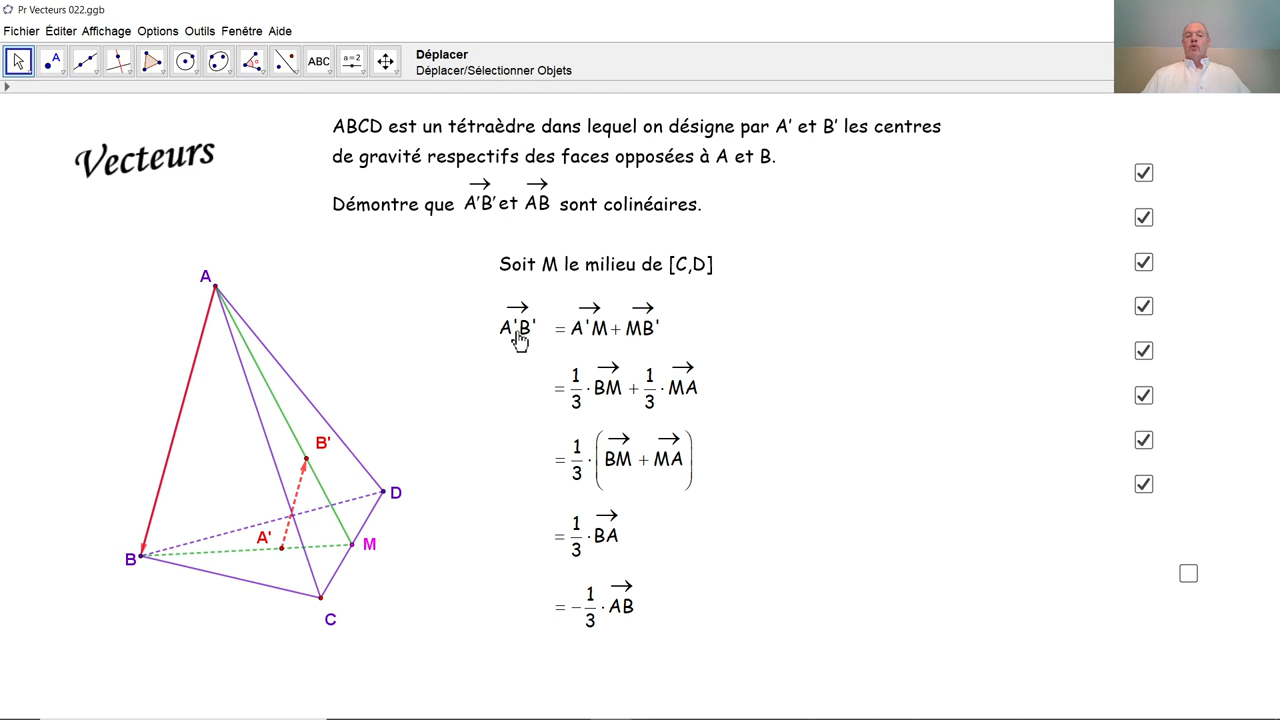 Pr Vecteurs 022.ggb
Fichier Éditer Affichage Options Outils Fenêtre Aide
A
ABC
a=2
Déplacer
Déplacer/Sélectionner Objets
ABCD est un tétraèdre dans lequel on désigne par A' et B' les centres
de gravité respectifs des faces opposées à A et B.
Vecteurs
Démontre que A'B'⃗ et AB⃗ sont colinéaires.
Soit M le milieu de [C,D]
A'B'⃗ = A'M⃗ + MB'⃗
= 1/3 · BM⃗ + 1/3 · MA⃗
= 1/3 · (BM⃗ + MA⃗)
= 1/3 · BA⃗
= - 1/3 · AB⃗
A
B'
D
A'
M
B
C